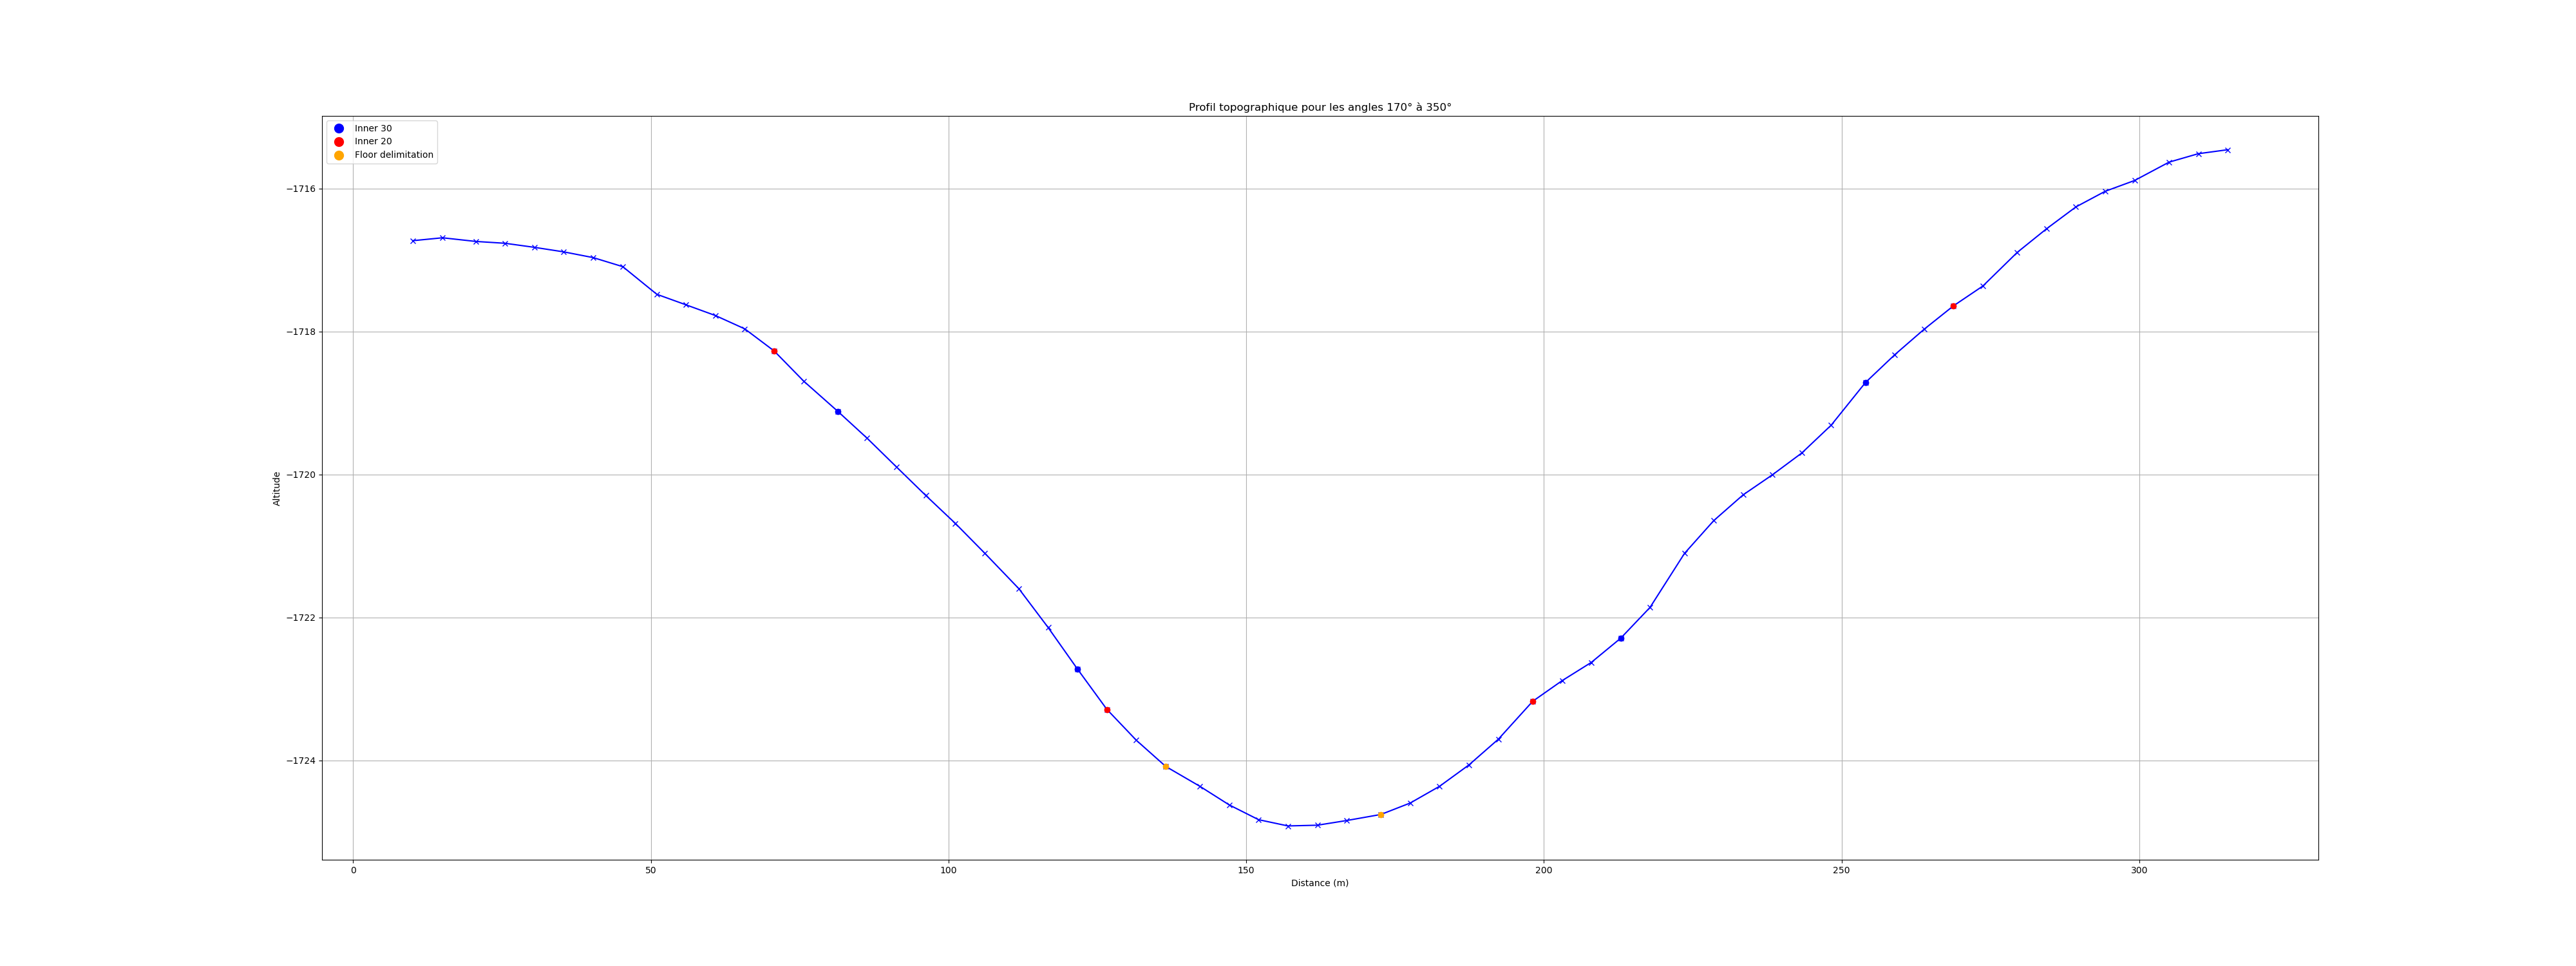 Profil topographique pour les angles 170° à 350°
Inner 30
Inner 20
Floor delimitation
Altitude
−1716
−1718
−1720
−1722
−1724
0 50 100 150 200 250 300
Distance (m)